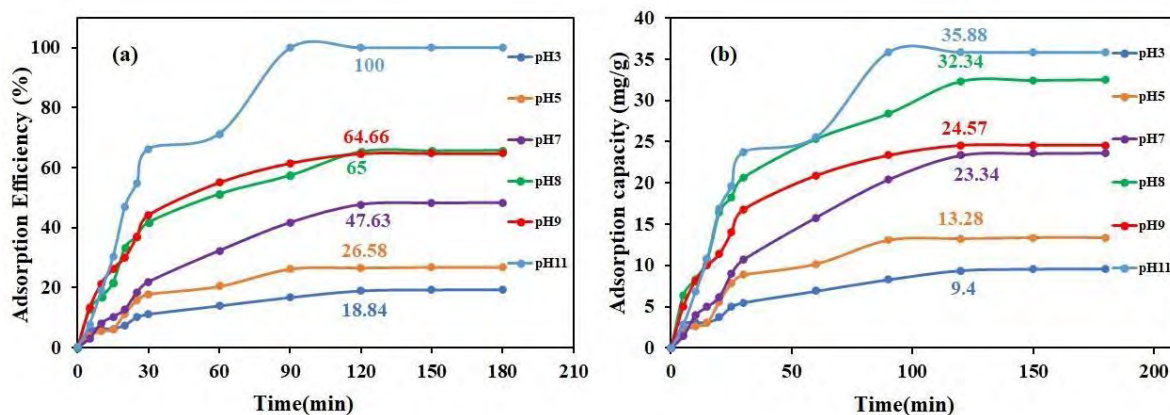 (a)
Adsorption Efficiency (%)
100
80
60
40
20
0
0 30 60 90 120 150 180 210
Time(min)
100
64.66
65
47.63
26.58
18.84
pH3
pH5
pH7
pH8
pH9
pH11
(b)
Adsorption capacity (mg/g)
40
35
30
25
20
15
10
5
0
0 50 100 150 200
Time(min)
35.88
32.34
24.57
23.34
13.28
9.4
pH3
pH5
pH7
pH8
pH9
pH11